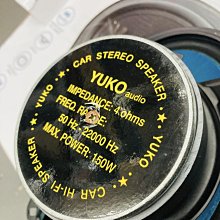 CAR STEREO SPEAKER
YUKO
YUKO audio
IMPEDANCE: 4 ohms
FREQ. RANGE:
50 Hz - 22000 Hz
MAX. POWER: 150W
YUKO
CAR HI-FI SPEAKER